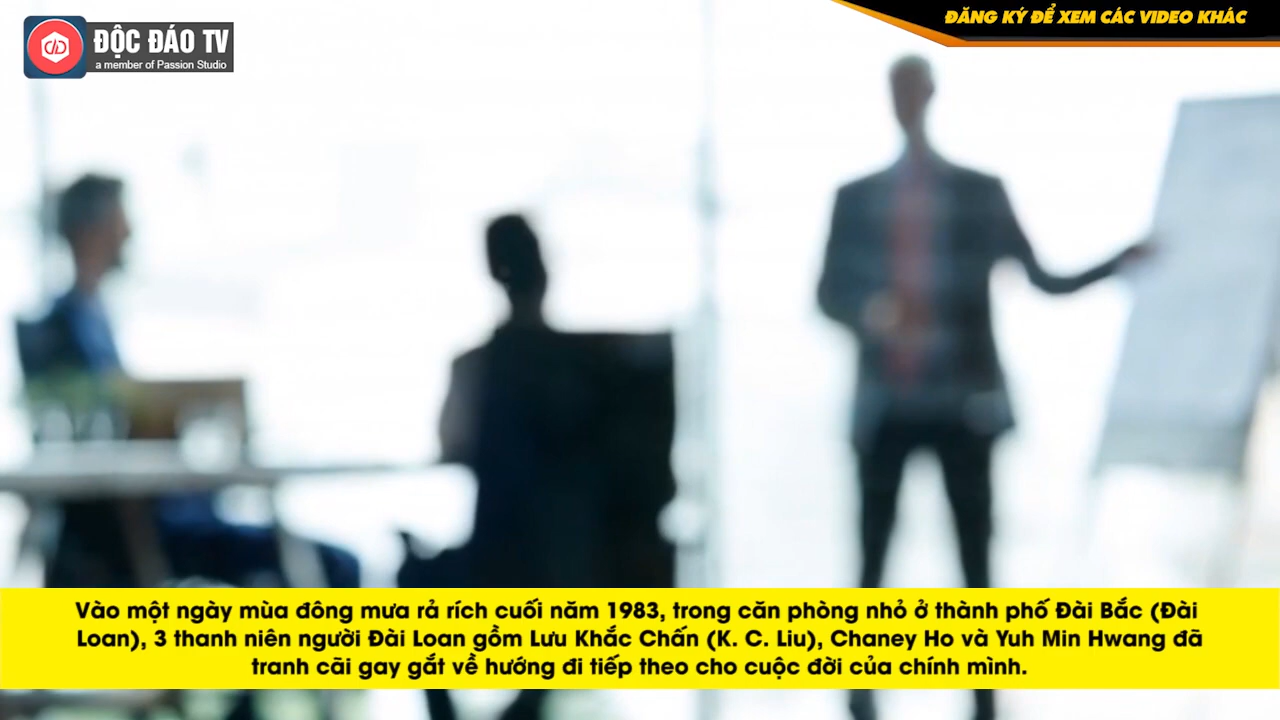 ĐỘC ĐÁO TV
a member of Passion Studio
ĐĂNG KÝ ĐỂ XEM CÁC VIDEO KHÁC
Vào một ngày mùa đông mưa rả rích cuối năm 1983, trong căn phòng nhỏ ở thành phố Đài Bắc (Đài
Loan), 3 thanh niên người Đài Loan gồm Lưu Khắc Chấn (K. C. Liu), Chaney Ho và Yuh Min Hwang đã
tranh cãi gay gắt về hướng đi tiếp theo cho cuộc đời của chính mình.